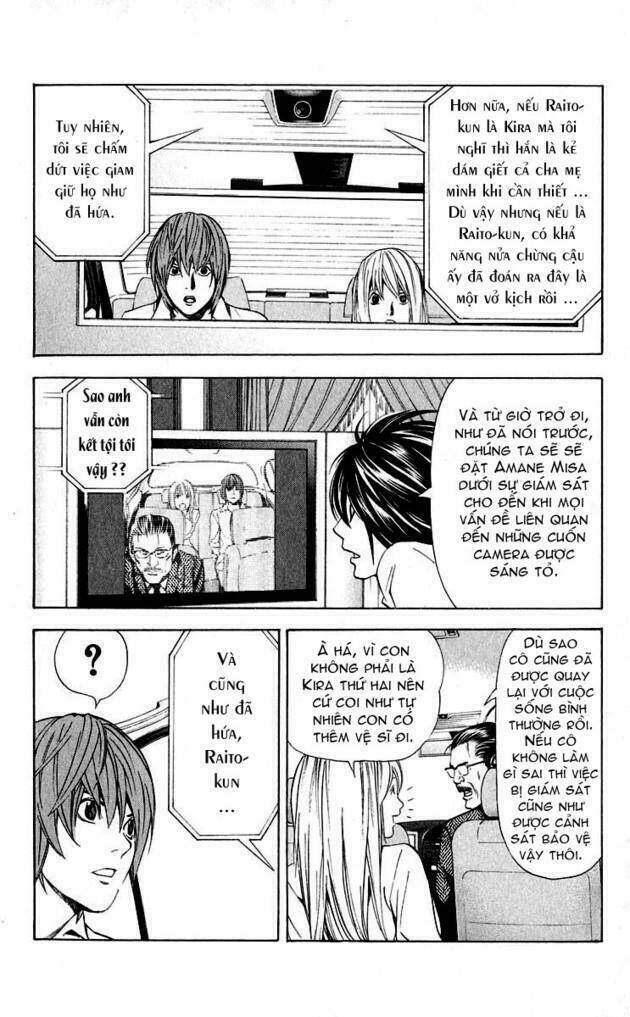 Hơn nữa, nếu Raito-
kun là Kira mà tôi
nghĩ thì hắn là kẻ
dám giết cả cha mẹ
mình khi cần thiết ...
Dù vậy nhưng nếu là
Raito-kun, có khả
năng nửa chừng cậu
ấy đã đoán ra đây là
một vở kịch rồi ...
Tuy nhiên,
tôi sẽ chấm
dứt việc giam
giữ họ như
đã hứa.
Và từ giờ trở đi,
như đã nói trước,
chúng ta sẽ sẽ
đặt Amane Misa
dưới sự giám sát
cho đến khi mọi
vấn đề liên quan
đến những cuốn
camera được
sáng tỏ.
Sao anh
vẫn còn
kết tội tôi
vậy ??
Dù sao
cô cũng đã
được quay
lại với cuộc
sống bình
thường rồi.
Nếu cô
không làm
gì sai thì việc
bị giám sát
cũng như
được cảnh
sát bảo vệ
vậy thôi.
À há, vì con
không phải là
Kira thứ hai nên
cứ coi như tự
nhiên con có
thêm vệ sĩ đi.
Và
cũng
như đã
hứa,
Raito-
kun
...
?